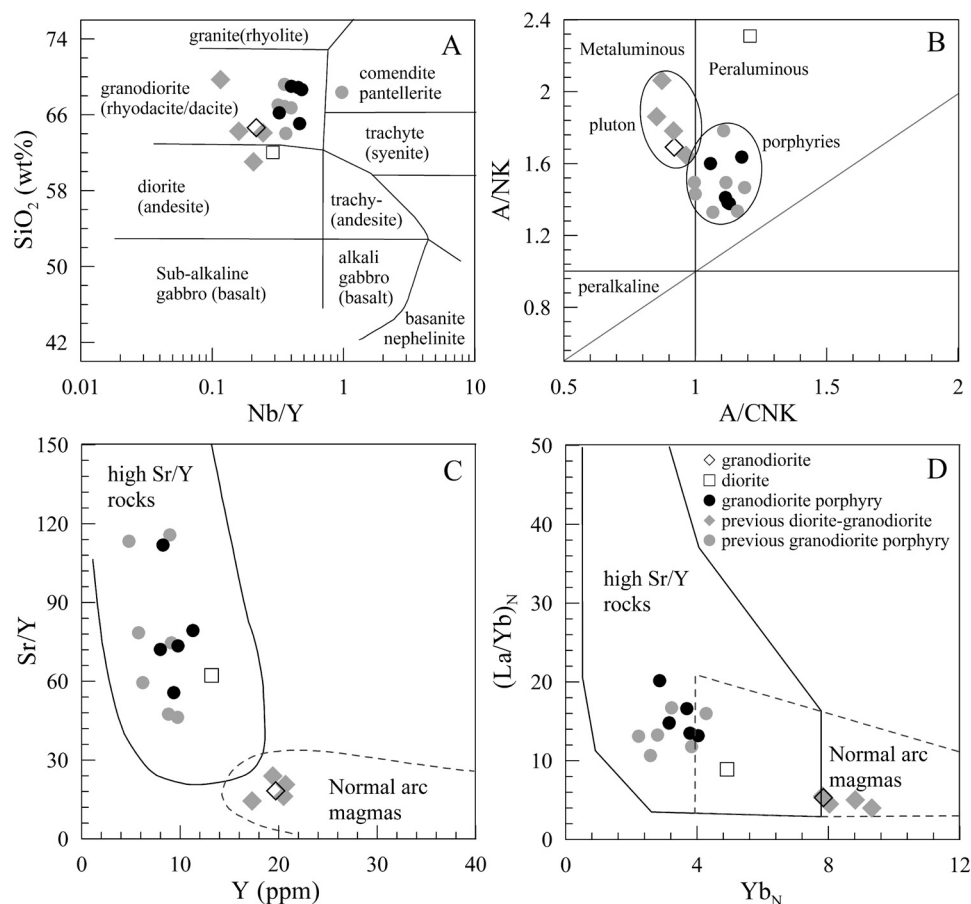 A
SiO2 (wt%)
74
66
58
50
42
0.01
0.1
1
10
Nb/Y
granite(rhyolite)
granodiorite
(rhyodacite/dacite)
comendite
pantellerite
trachyte
(syenite)
diorite
(andesite)
trachy-
(andesite)
Sub-alkaline
gabbro (basalt)
alkali
gabbro
(basalt)
basanite
nephelinite
B
A/NK
2.4
2
1.6
1.2
0.8
0.5
1
1.5
2
A/CNK
Metaluminous
Peraluminous
pluton
porphyries
peralkaline
C
Sr/Y
150
120
90
60
30
0
0
10
20
30
40
Y (ppm)
high Sr/Y
rocks
Normal arc
magmas
D
(La/Yb)N
50
40
30
20
10
0
0
4
8
12
YbN
granodiorite
diorite
granodiorite porphyry
previous diorite-granodiorite
previous granodiorite porphyry
high Sr/Y
rocks
Normal arc
magmas